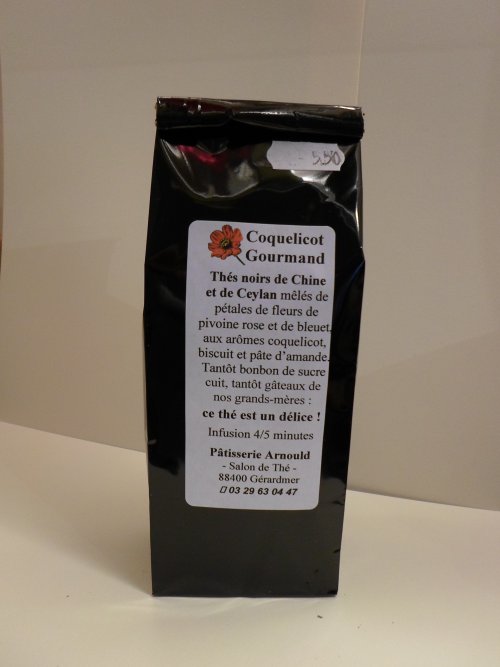 5.50
Coquelicot
Gourmand
Thés noirs de Chine
et de Ceylan mêlés de
pétales de fleurs de
pivoine rose et de bleuet,
aux arômes coquelicot,
biscuit et pâte d'amande.
Tantôt bonbon de sucre
cuit, tantôt gâteaux de
nos grands-mères :
ce thé est un délice !
Infusion 4/5 minutes
Pâtisserie Arnould
- Salon de Thé -
88400 Gérardmer
03 29 63 04 47